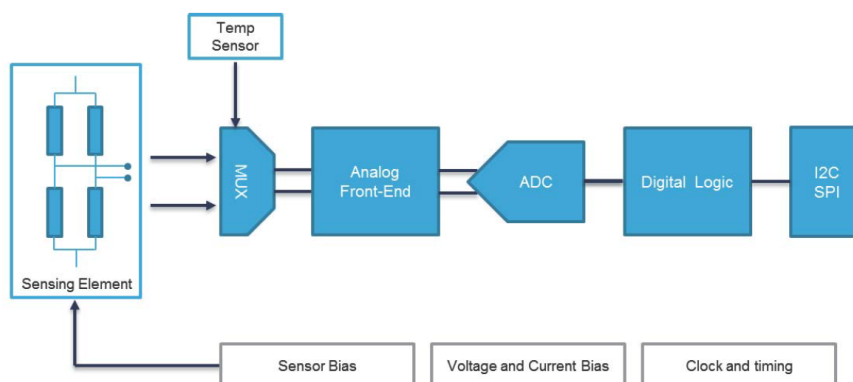 Temp
Sensor
MUX
Analog
Front-End
ADC
Digital Logic
I2C
SPI
Sensing Element
Sensor Bias
Voltage and Current Bias
Clock and timing